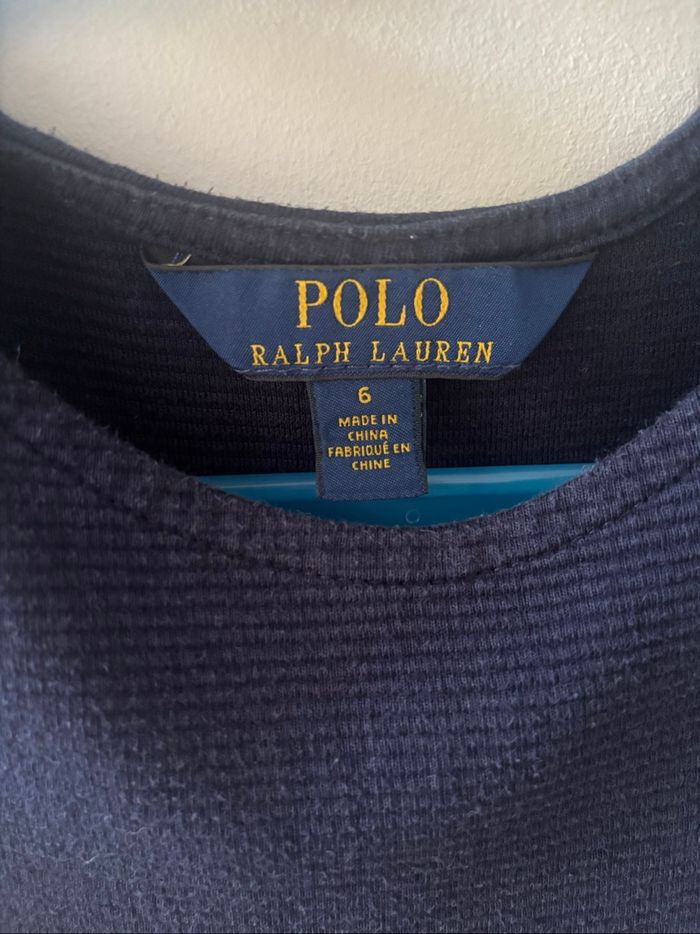 POLO
RALPH LAUREN
6
MADE IN
CHINA
FABRIQUÉ EN
CHINE